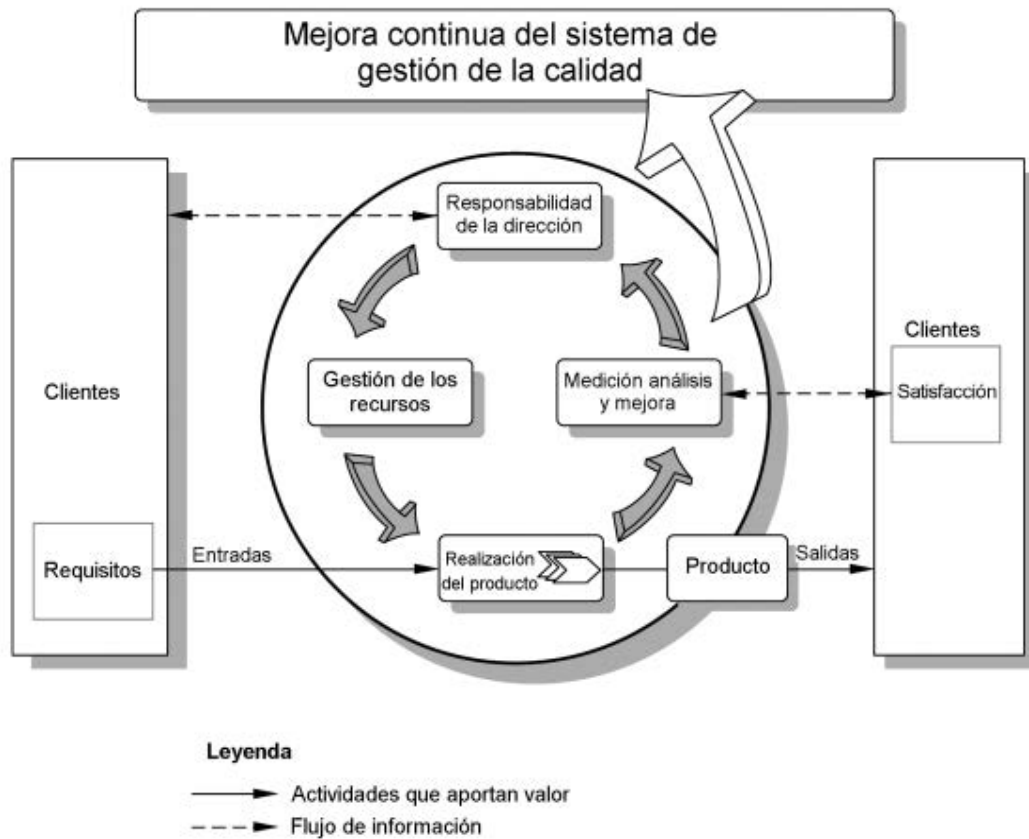 Mejora continua del sistema de
gestión de la calidad
Responsabilidad
de la dirección
Clientes
Gestión de los
recursos
Medición análisis
y mejora
Clientes
Satisfacción
Requisitos
Entradas
Realización
del producto
Producto
Salidas
Leyenda
Actividades que aportan valor
Flujo de información